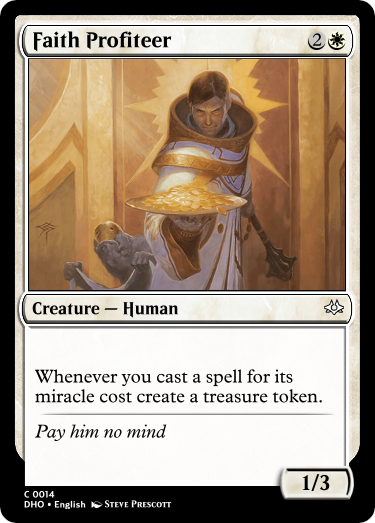 Faith Profiteer 2
Creature — Human
Whenever you cast a spell for its
miracle cost create a treasure token.
Pay him no mind
1/3
C 0014
DHO • English STEVE PRESCOTT